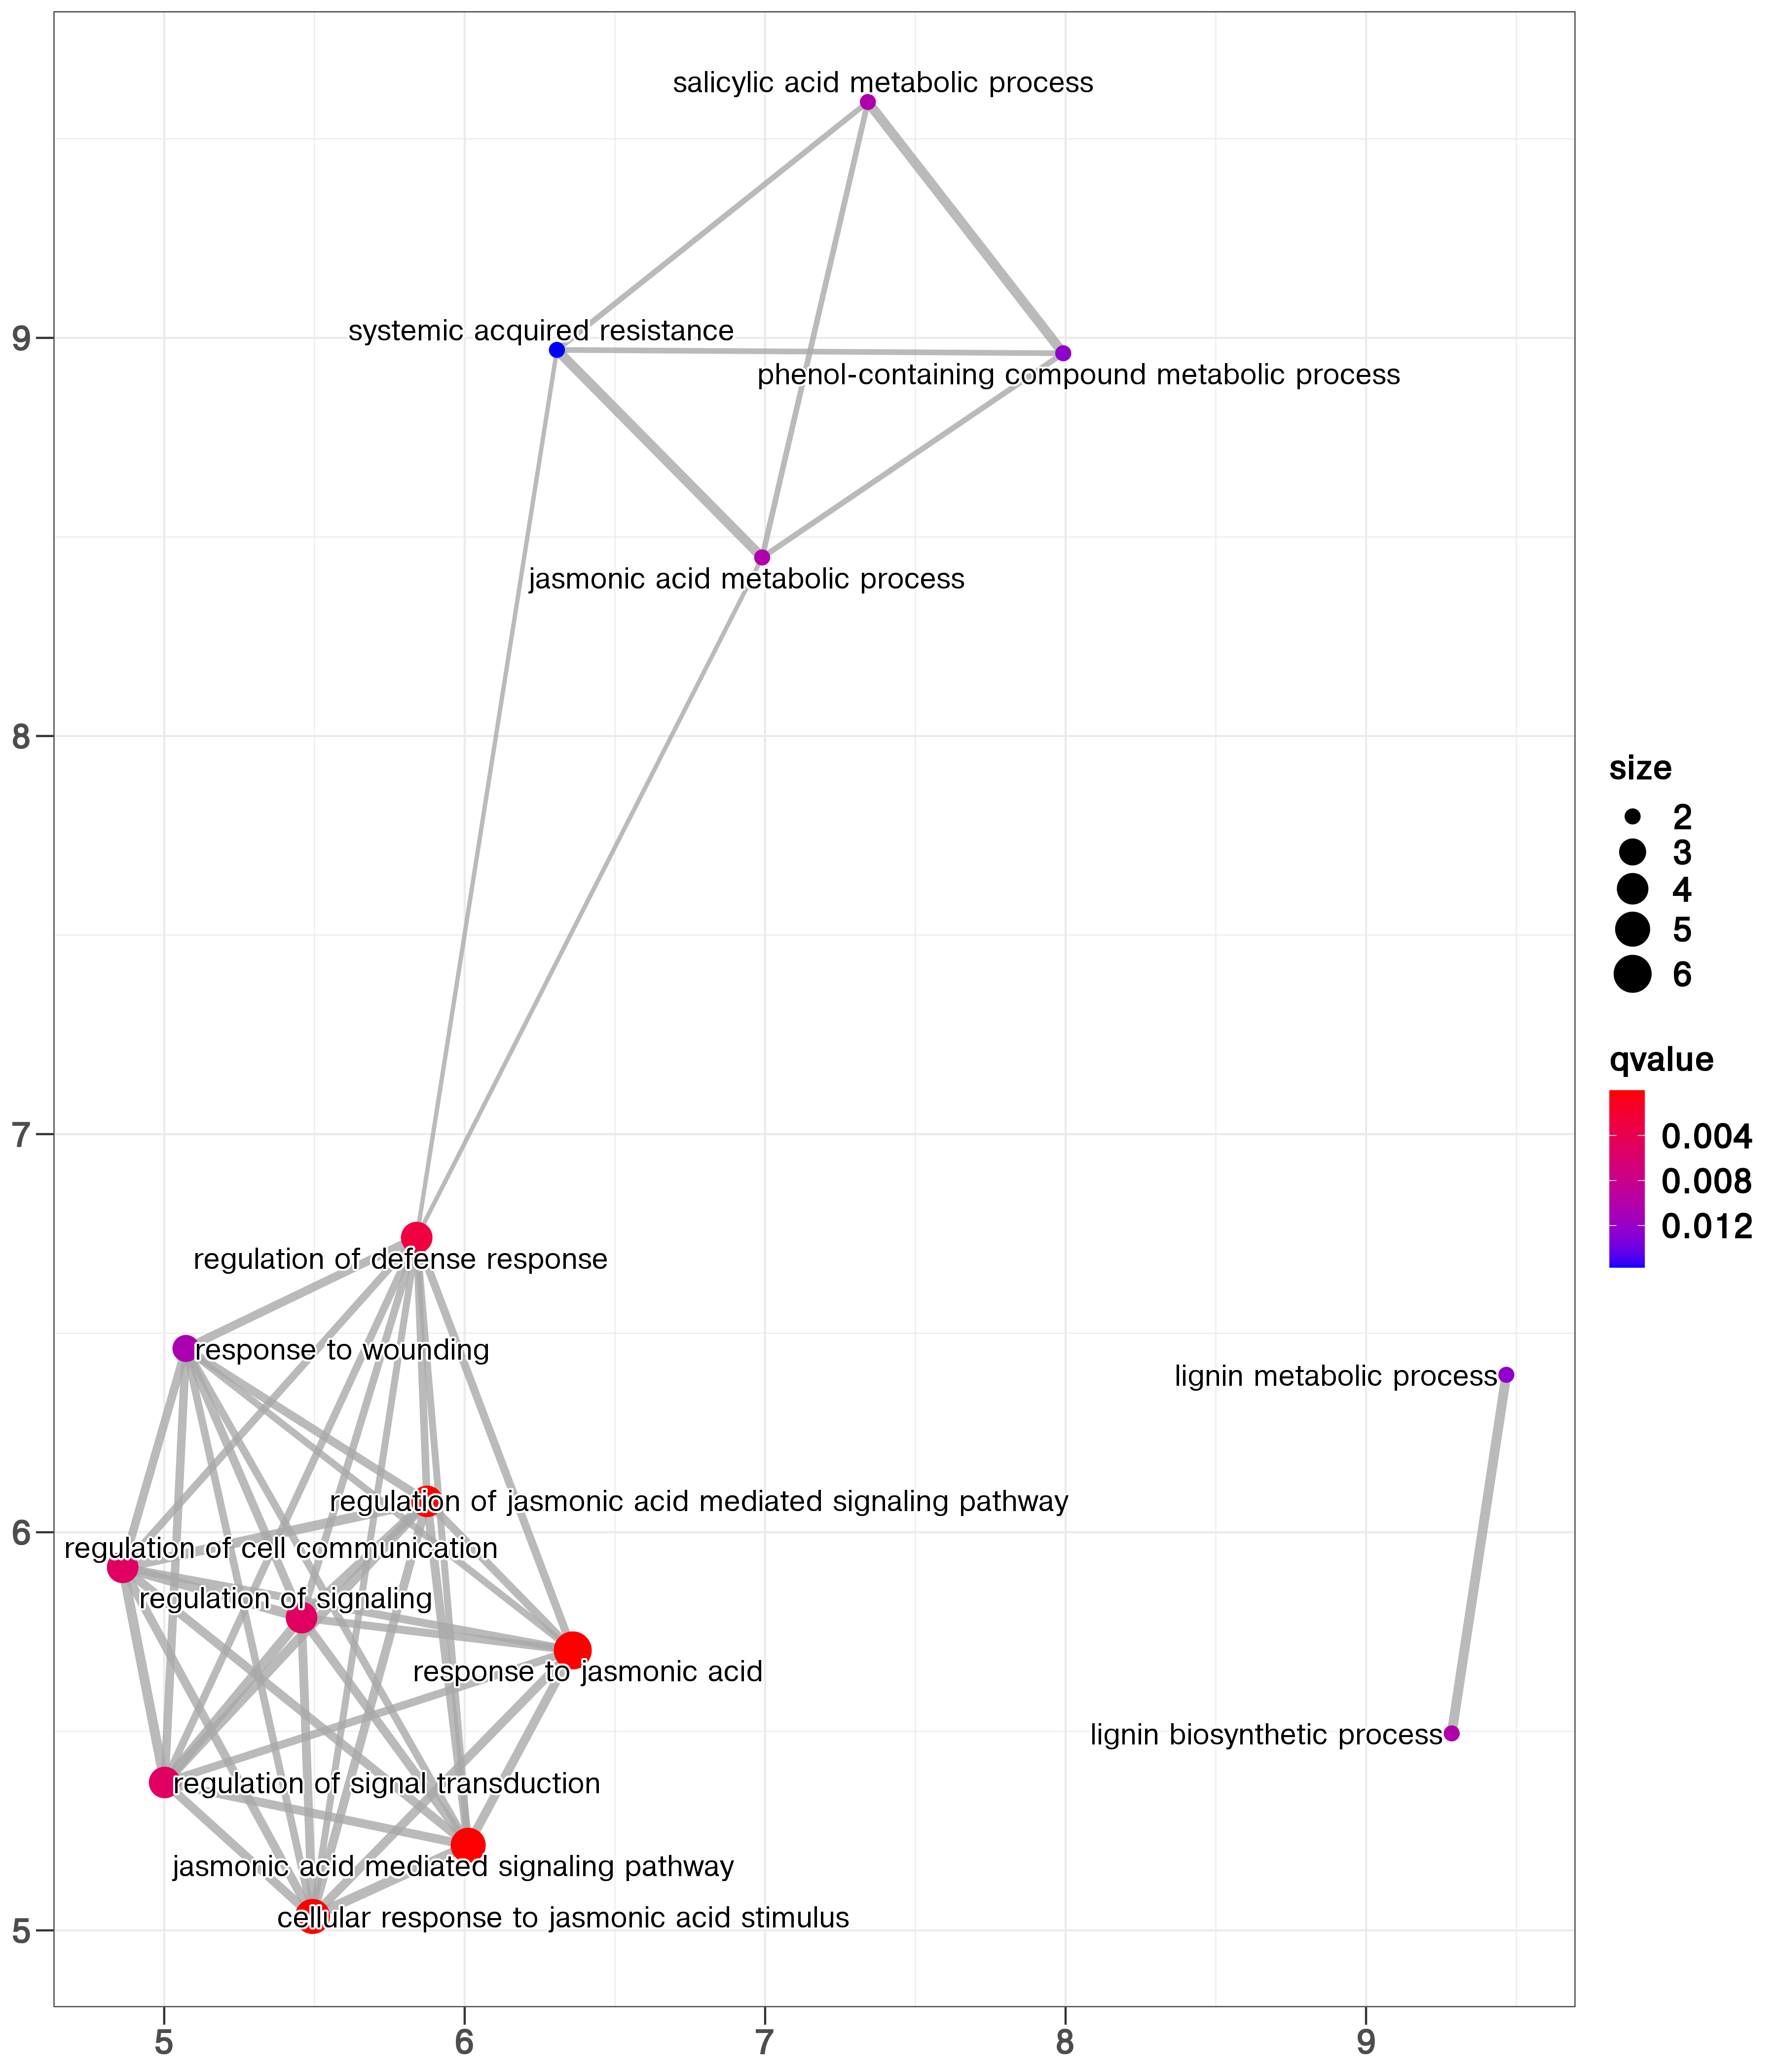 salicylic acid metabolic process
systemic acquired resistance
9
phenol-containing compound metabolic process
jasmonic acid metabolic process
8
size
2
3
4
5
6
qvalue
0.004
0.008
0.012
7
regulation of defense response
response to wounding
lignin metabolic process
regulation of jasmonic acid mediated signaling pathway
6
regulation of cell communication
regulation of signaling
response to jasmonic acid
lignin biosynthetic process
regulation of signal transduction
jasmonic acid mediated signaling pathway
cellular response to jasmonic acid stimulus
5
5 6 7 8 9